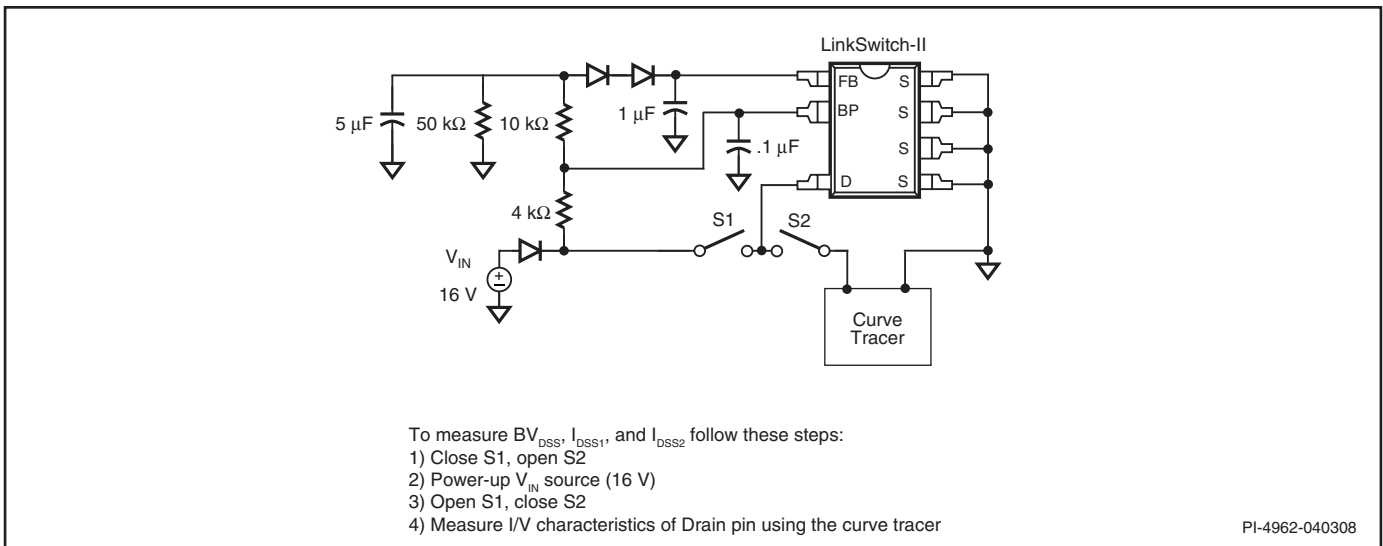 LinkSwitch-II
FB S
BP S
S
D S
5 μF
50 kΩ
10 kΩ
1 μF
.1 μF
4 kΩ
S1
S2
V_IN
16 V
+
Curve
Tracer
To measure BV_DSS, I_DSS1, and I_DSS2 follow these steps:
1) Close S1, open S2
2) Power-up V_IN source (16 V)
3) Open S1, close S2
4) Measure I/V characteristics of Drain pin using the curve tracer
PI-4962-040308